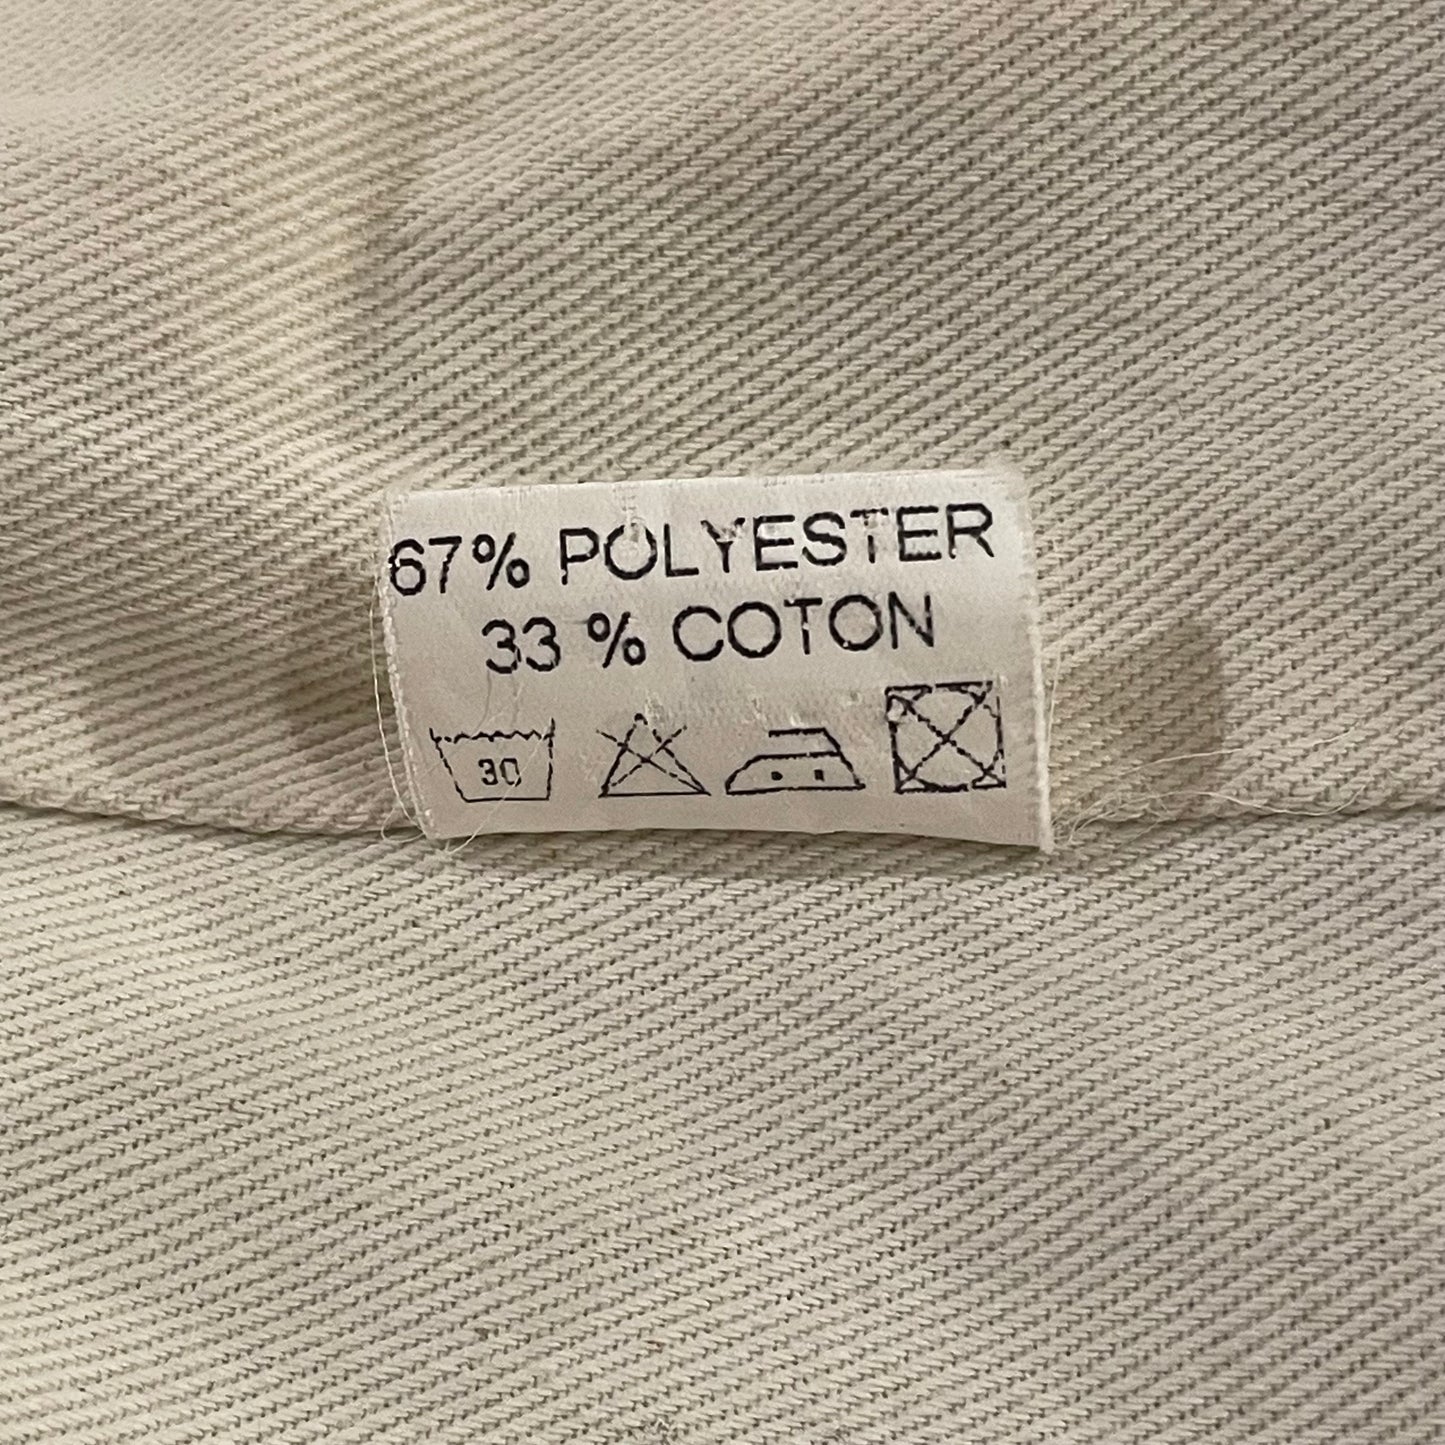 67% POLYESTER
33 % COTON
30